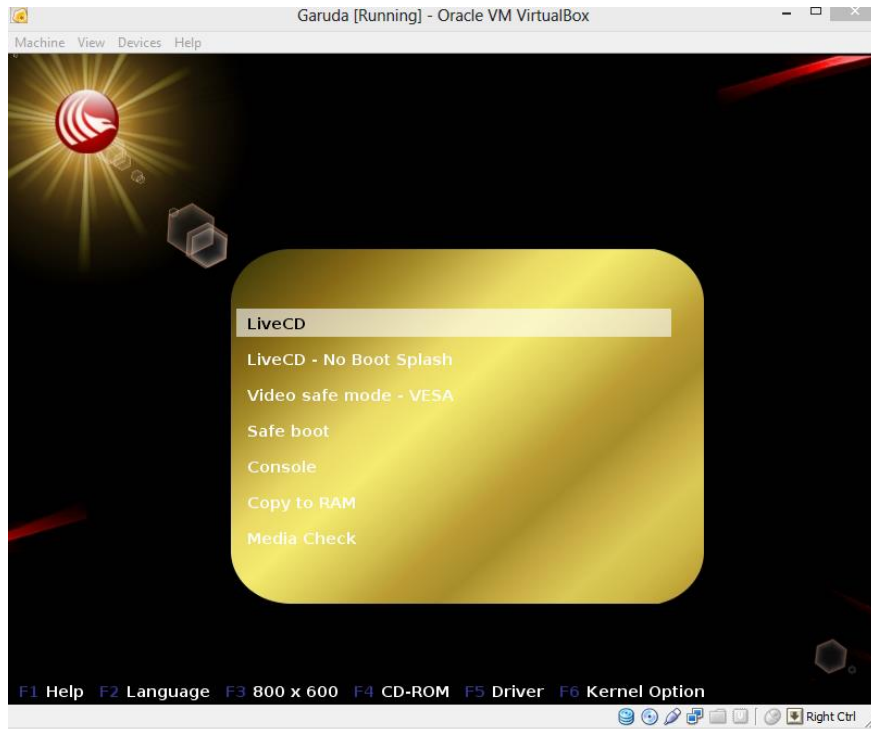 Garuda [Running] - Oracle VM VirtualBox
Machine View Devices Help
LiveCD
LiveCD - No Boot Splash
Video safe mode - VESA
Safe boot
Console
Copy to RAM
Media Check
F1 Help F2 Language F3 800 x 600 F4 CD-ROM F5 Driver F6 Kernel Option
Right Ctrl